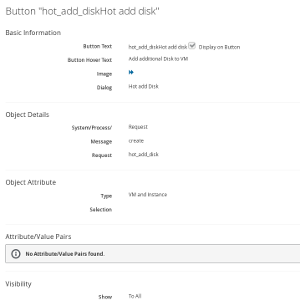 Button "hot_add_diskHot add disk"
Basic Information
Button Text hot_add_diskHot add disk Display on Button
Button Hover Text Add additional Disk to VM
Image
Dialog Hot add Disk
Object Details
System/Process/ Request
Message create
Request hot_add_disk
Object Attribute
Type VM and Instance
Selection
Attribute/Value Pairs
No Attribute/Value Pairs found.
Visibility
Show To All